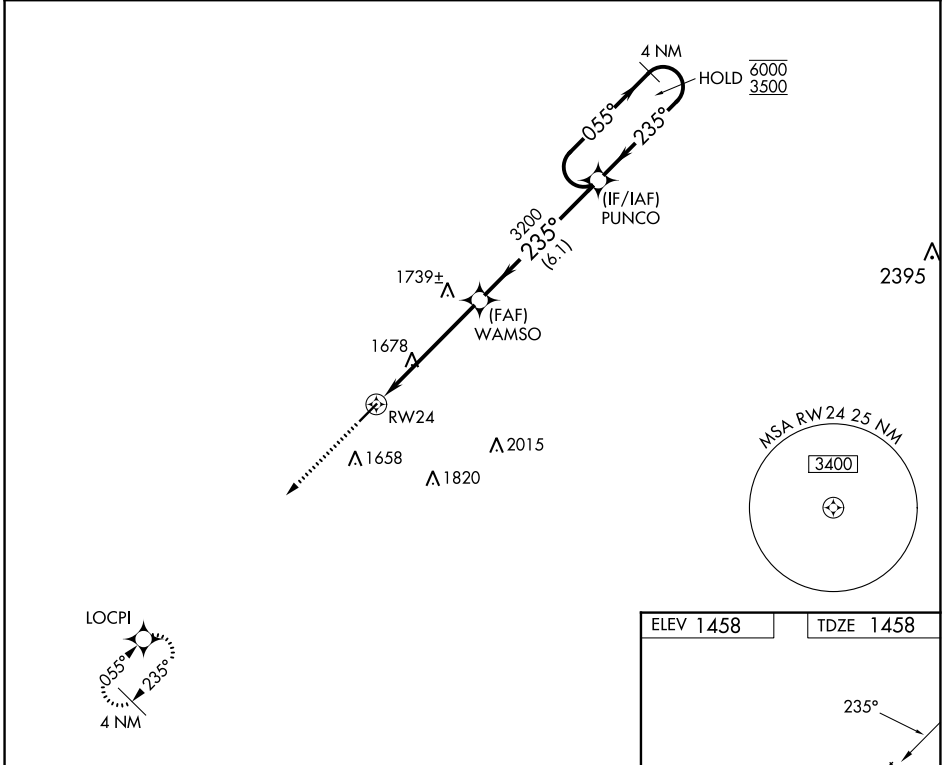 4 NM
HOLD 6000
3500
055°
235°
(IF/IAF)
PUNCO
3200
235°
(6.1)
2395
1739±
(FAF)
WAMSO
1678
RW24
2015
1658
1820
MSA RW24 25 NM
3400
LOCPI
055°
235°
4 NM
ELEV 1458
TDZE 1458
235°